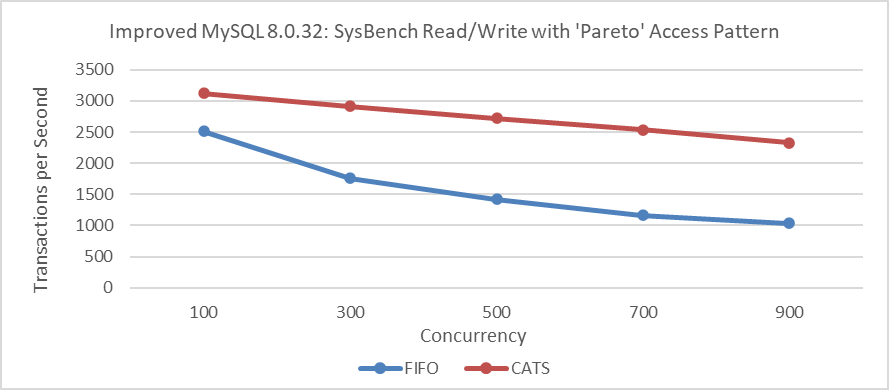 Improved MySQL 8.0.32: SysBench Read/Write with 'Pareto' Access Pattern
Transactions per Second
3500
3000
2500
2000
1500
1000
500
0
100 300 500 700 900
Concurrency
FIFO CATS